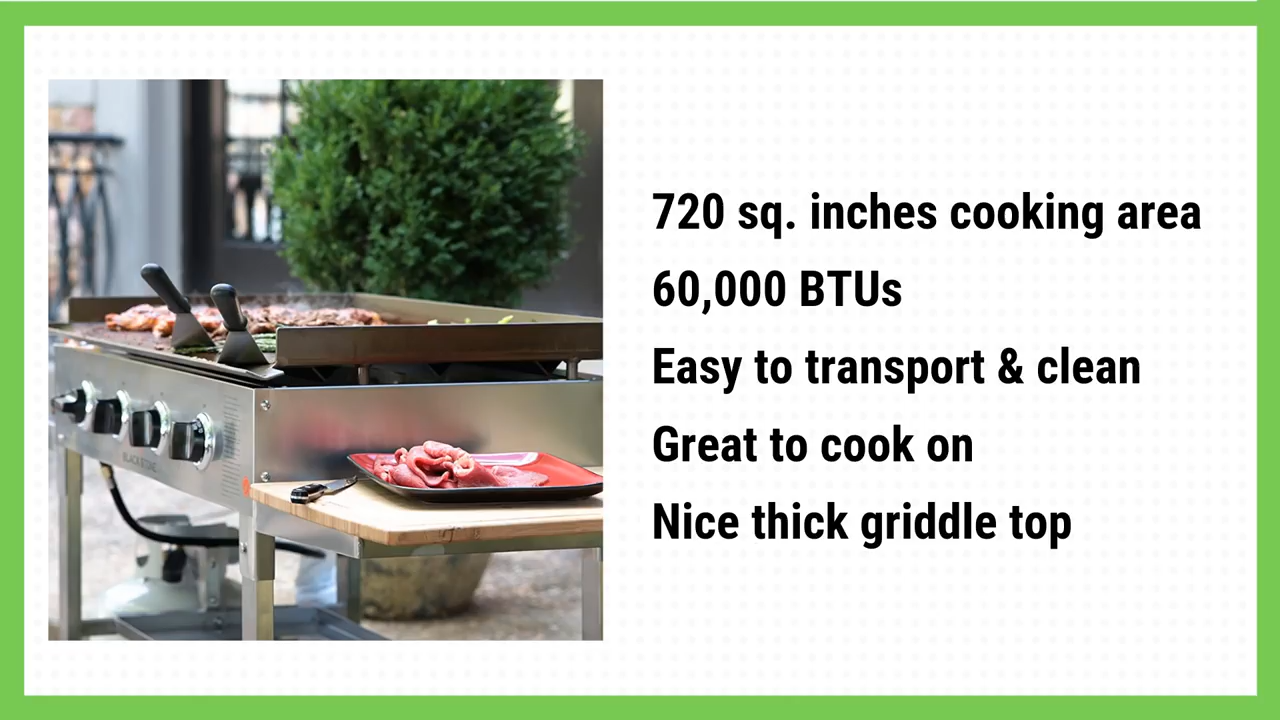 720 sq. inches cooking area
60,000 BTUs
Easy to transport & clean
Great to cook on
Nice thick griddle top